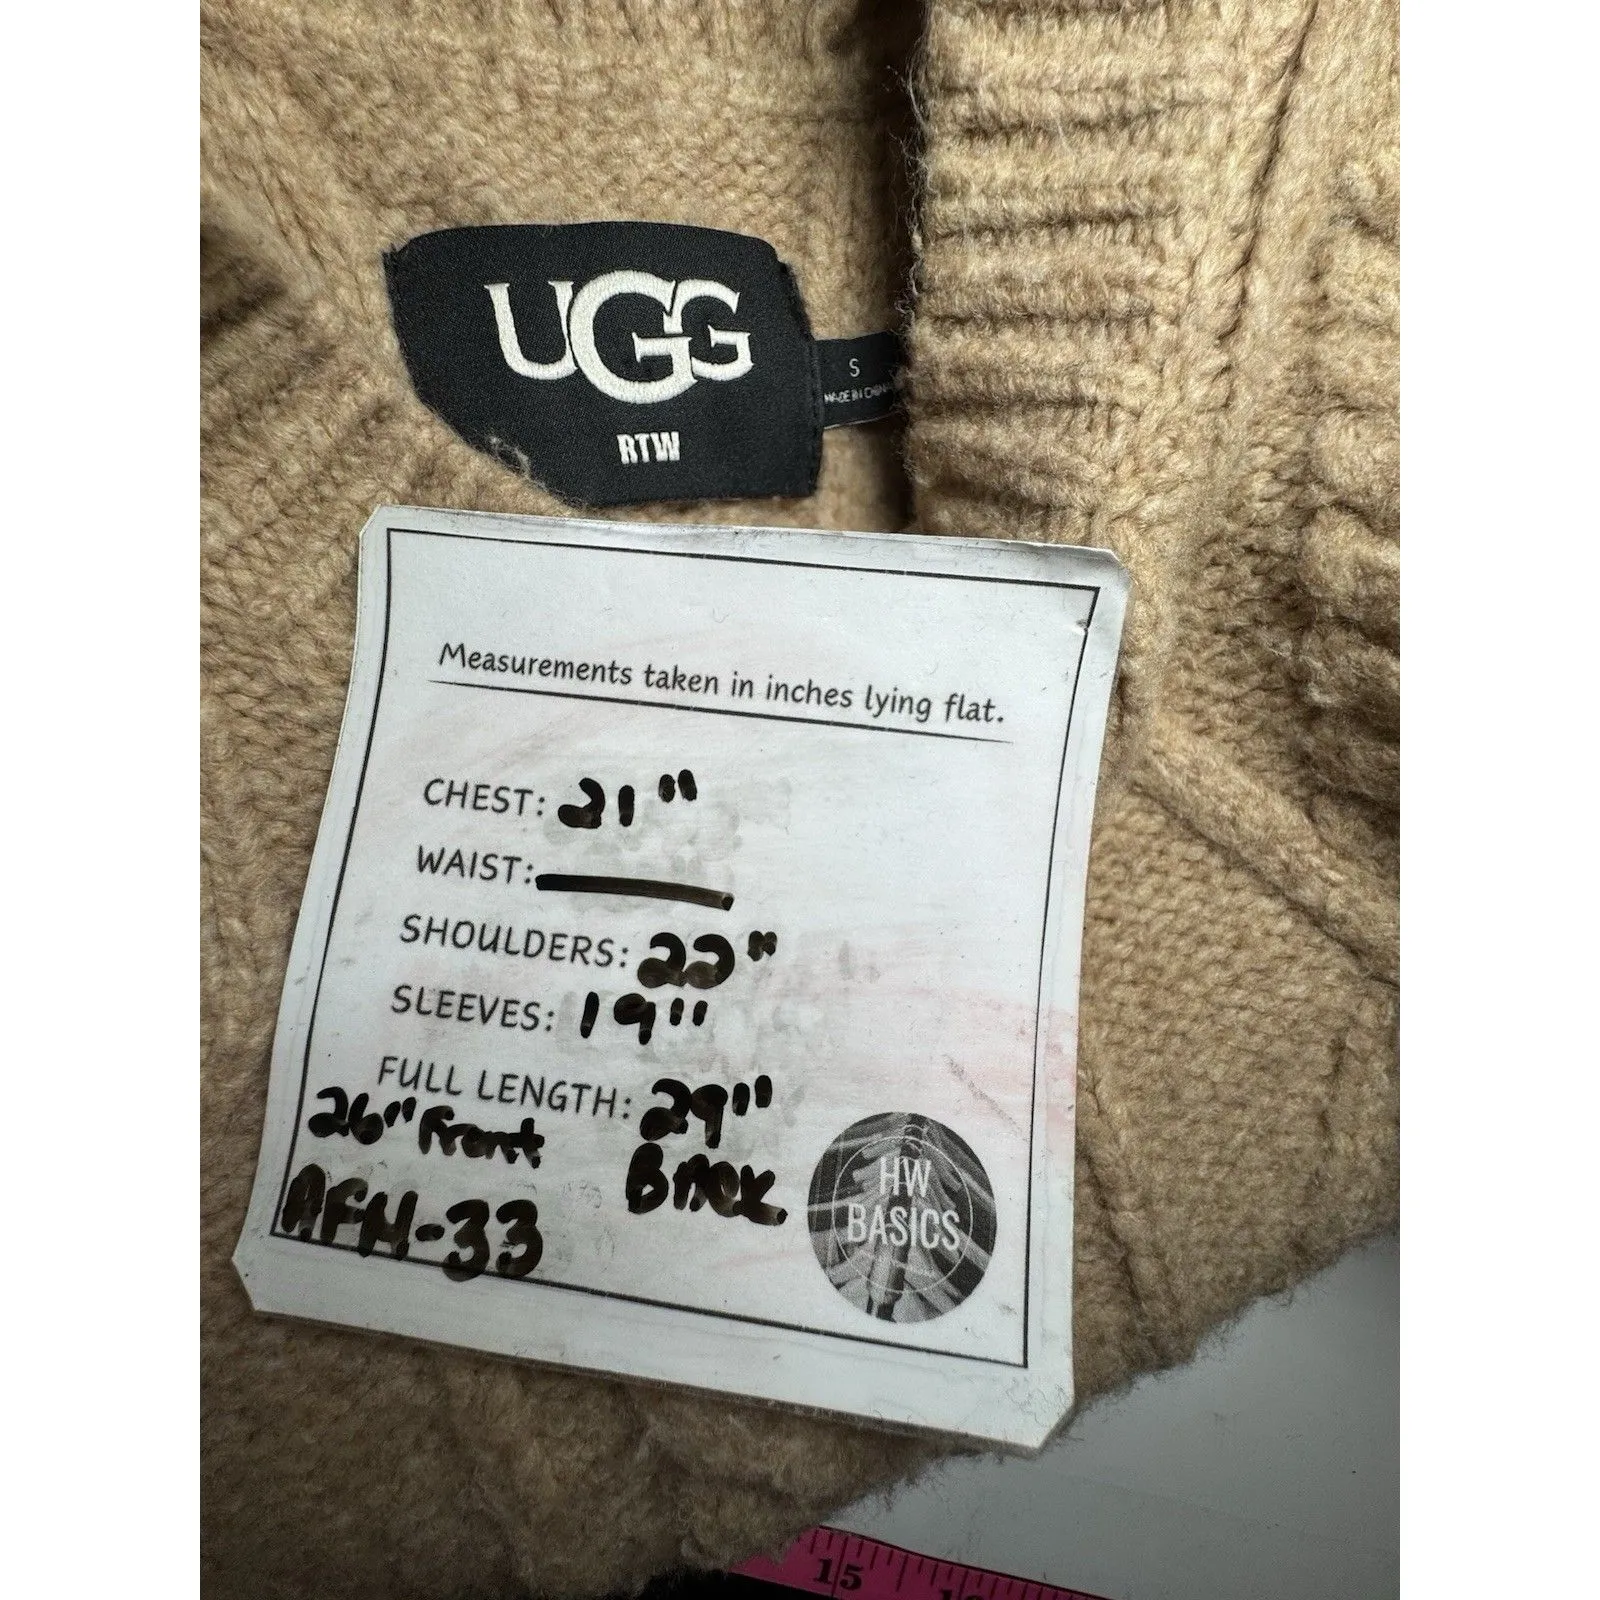 UGG
RTW
S
MADE IN CHINA
Measurements taken in inches lying flat.
CHEST: 21"
WAIST:
SHOULDERS: 22"
SLEEVES: 19"
FULL LENGTH: 29"
26" Front
BACK
AFH-33
HW
BASICS
15